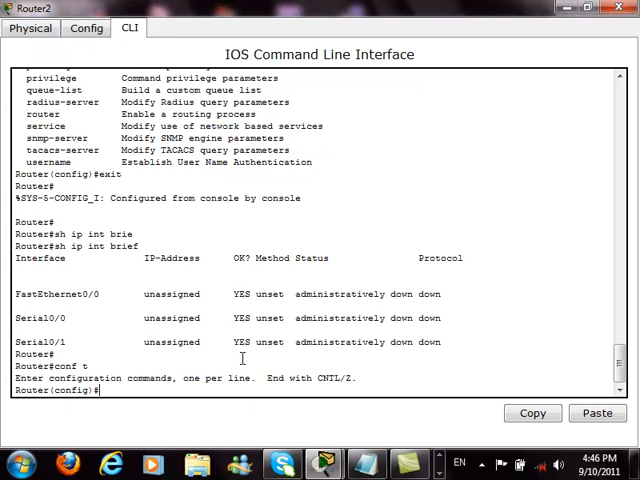 Router2
Physical Config CLI
IOS Command Line Interface
privilege Command privilege parameters
queue-list Build a custom queue list
radius-server Modify Radius query parameters
router Enable a routing process
service Modify use of network based services
snmp-server Modify SNMP engine parameters
tacacs-server Modify TACACS query parameters
username Establish User Name Authentication
Router(config)#exit
Router#
%SYS-5-CONFIG_I: Configured from console by console
Router#
Router#sh ip int brie
Router#sh ip int brief
Interface IP-Address OK? Method Status Protocol
FastEthernet0/0 unassigned YES unset administratively down down
Serial0/0 unassigned YES unset administratively down down
Serial0/1 unassigned YES unset administratively down down
Router#
Router#conf t
Enter configuration commands, one per line. End with CNTL/Z.
Router(config)#
Copy Paste
EN 4:46 PM
9/10/2011